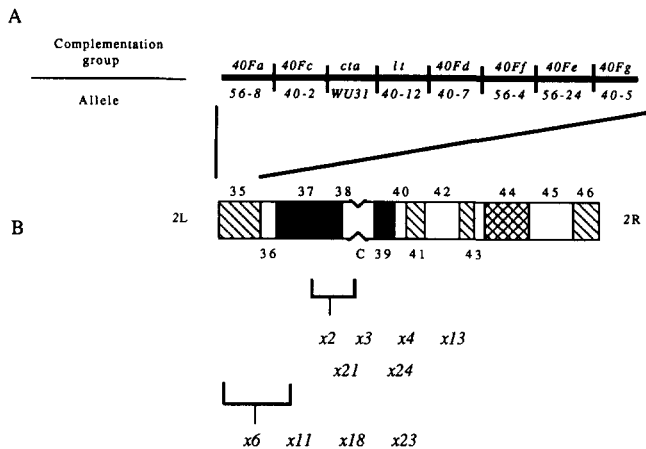 A
Complementation group
40Fa 40Fc cta lt 40Fd 40Ff 40Fe 40Fg
Allele
56-8 40-2 WU31 40-12 40-7 56-4 56-24 40-5
35 37 38 40 42 44 45 46
B
2L
2R
36 C 39 41 43
x2 x3 x4 x13
x21 x24
x6 x11 x18 x23